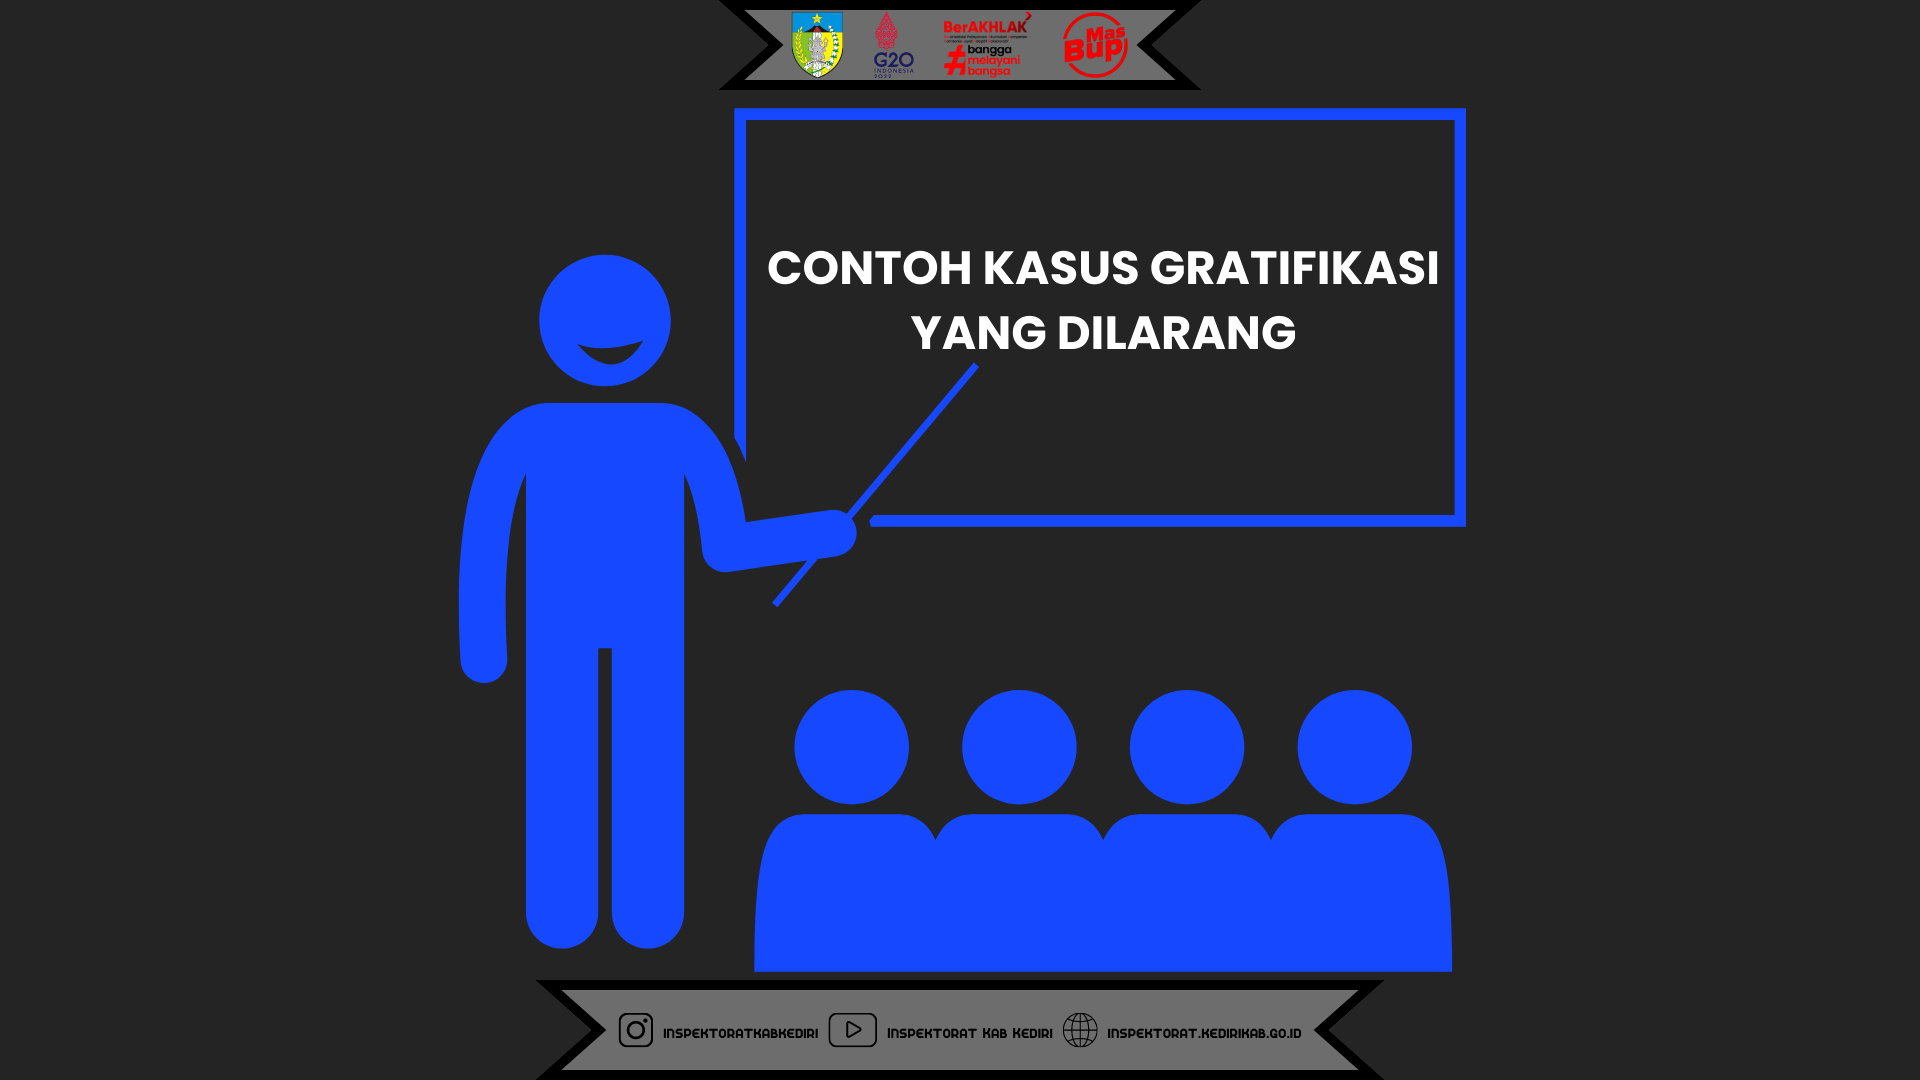 G20
INDONESIA
2022
BerAKHLAK
#bangga
melayani
bangsa
Mas
Bup
CONTOH KASUS GRATIFIKASI
YANG DILARANG
INSPEKTORATKABKEDIRI
INSPEKTORAT KAB KEDIRI
INSPEKTORAT.KEDIRIKAB.GO.ID